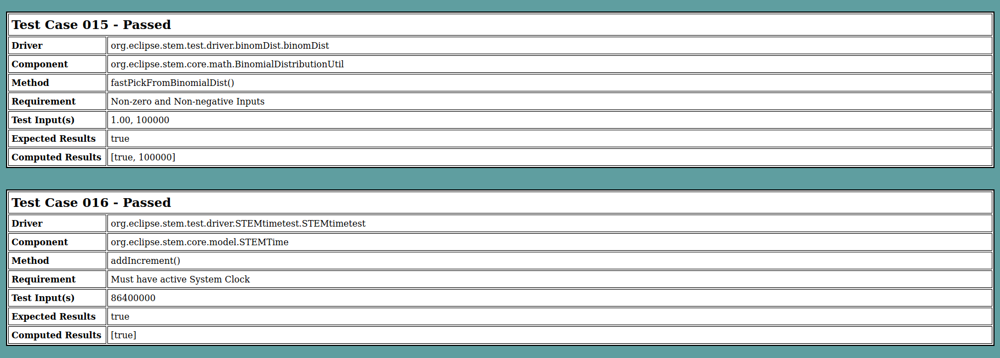 Test Case 015 - Passed
Driver org.eclipse.stem.test.driver.binomDist.binomDist
Component org.eclipse.stem.core.math.BinomialDistributionUtil
Method fastPickFromBinomialDist()
Requirement Non-zero and Non-negative Inputs
Test Input(s) 1.00, 100000
Expected Results true
Computed Results [true, 100000]
Test Case 016 - Passed
Driver org.eclipse.stem.test.driver.STEMtimetest.STEMtimetest
Component org.eclipse.stem.core.model.STEMTime
Method addIncrement()
Requirement Must have active System Clock
Test Input(s) 86400000
Expected Results true
Computed Results [true]